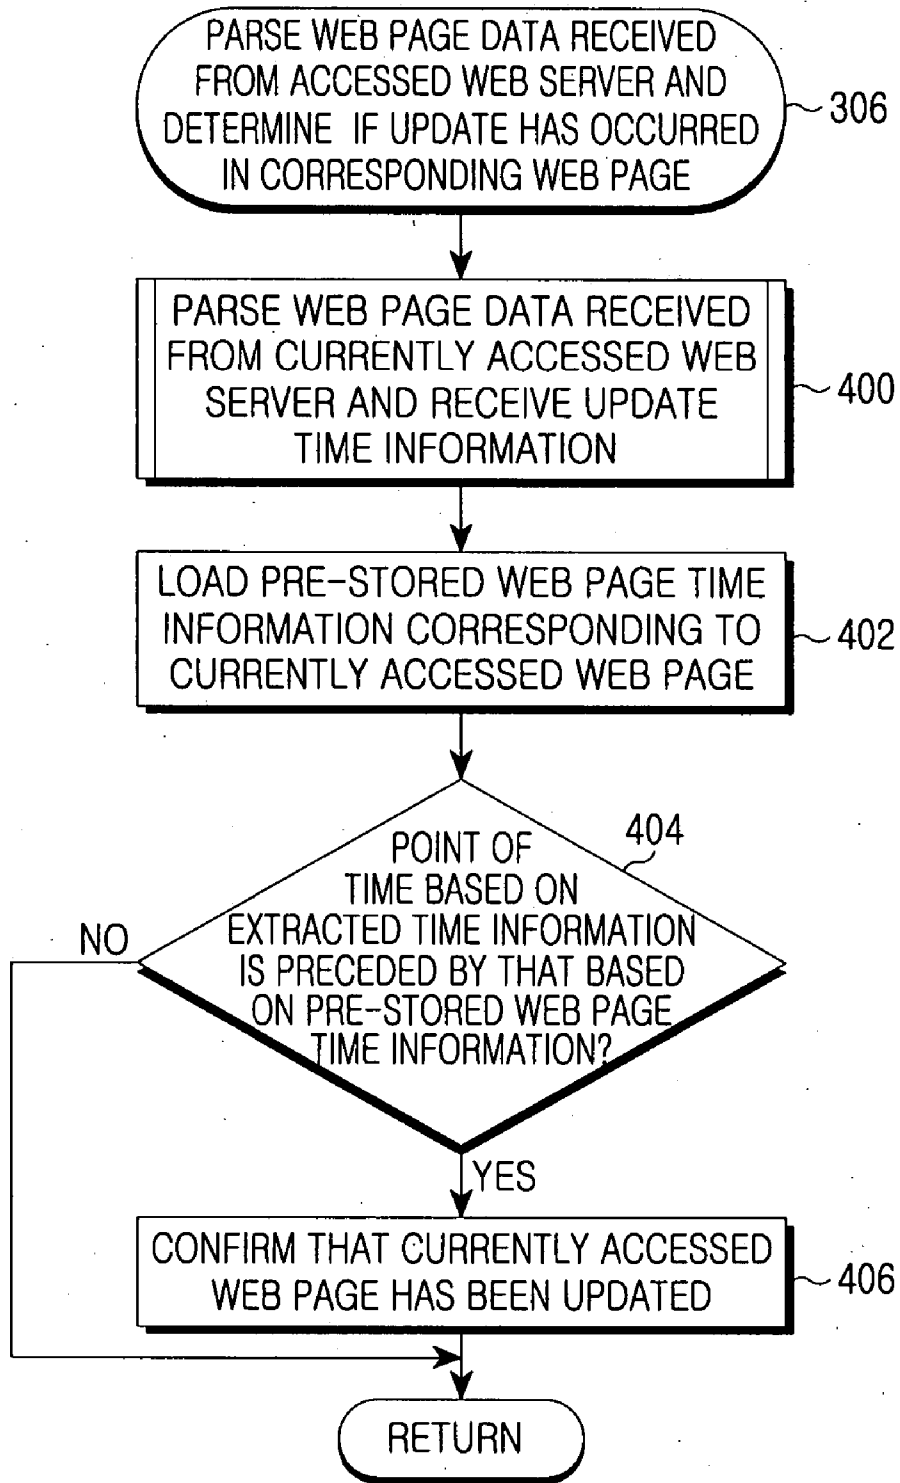 PARSE WEB PAGE DATA RECEIVED
FROM ACCESSED WEB SERVER AND
DETERMINE IF UPDATE HAS OCCURRED
IN CORRESPONDING WEB PAGE
306
PARSE WEB PAGE DATA RECEIVED
FROM CURRENTLY ACCESSED WEB
SERVER AND RECEIVE UPDATE
TIME INFORMATION
400
LOAD PRE-STORED WEB PAGE TIME
INFORMATION CORRESPONDING TO
CURRENTLY ACCESSED WEB PAGE
402
404
POINT OF
TIME BASED ON
EXTRACTED TIME INFORMATION
IS PRECEDED BY THAT BASED
ON PRE-STORED WEB PAGE
TIME INFORMATION?
NO
YES
CONFIRM THAT CURRENTLY ACCESSED
WEB PAGE HAS BEEN UPDATED
406
RETURN